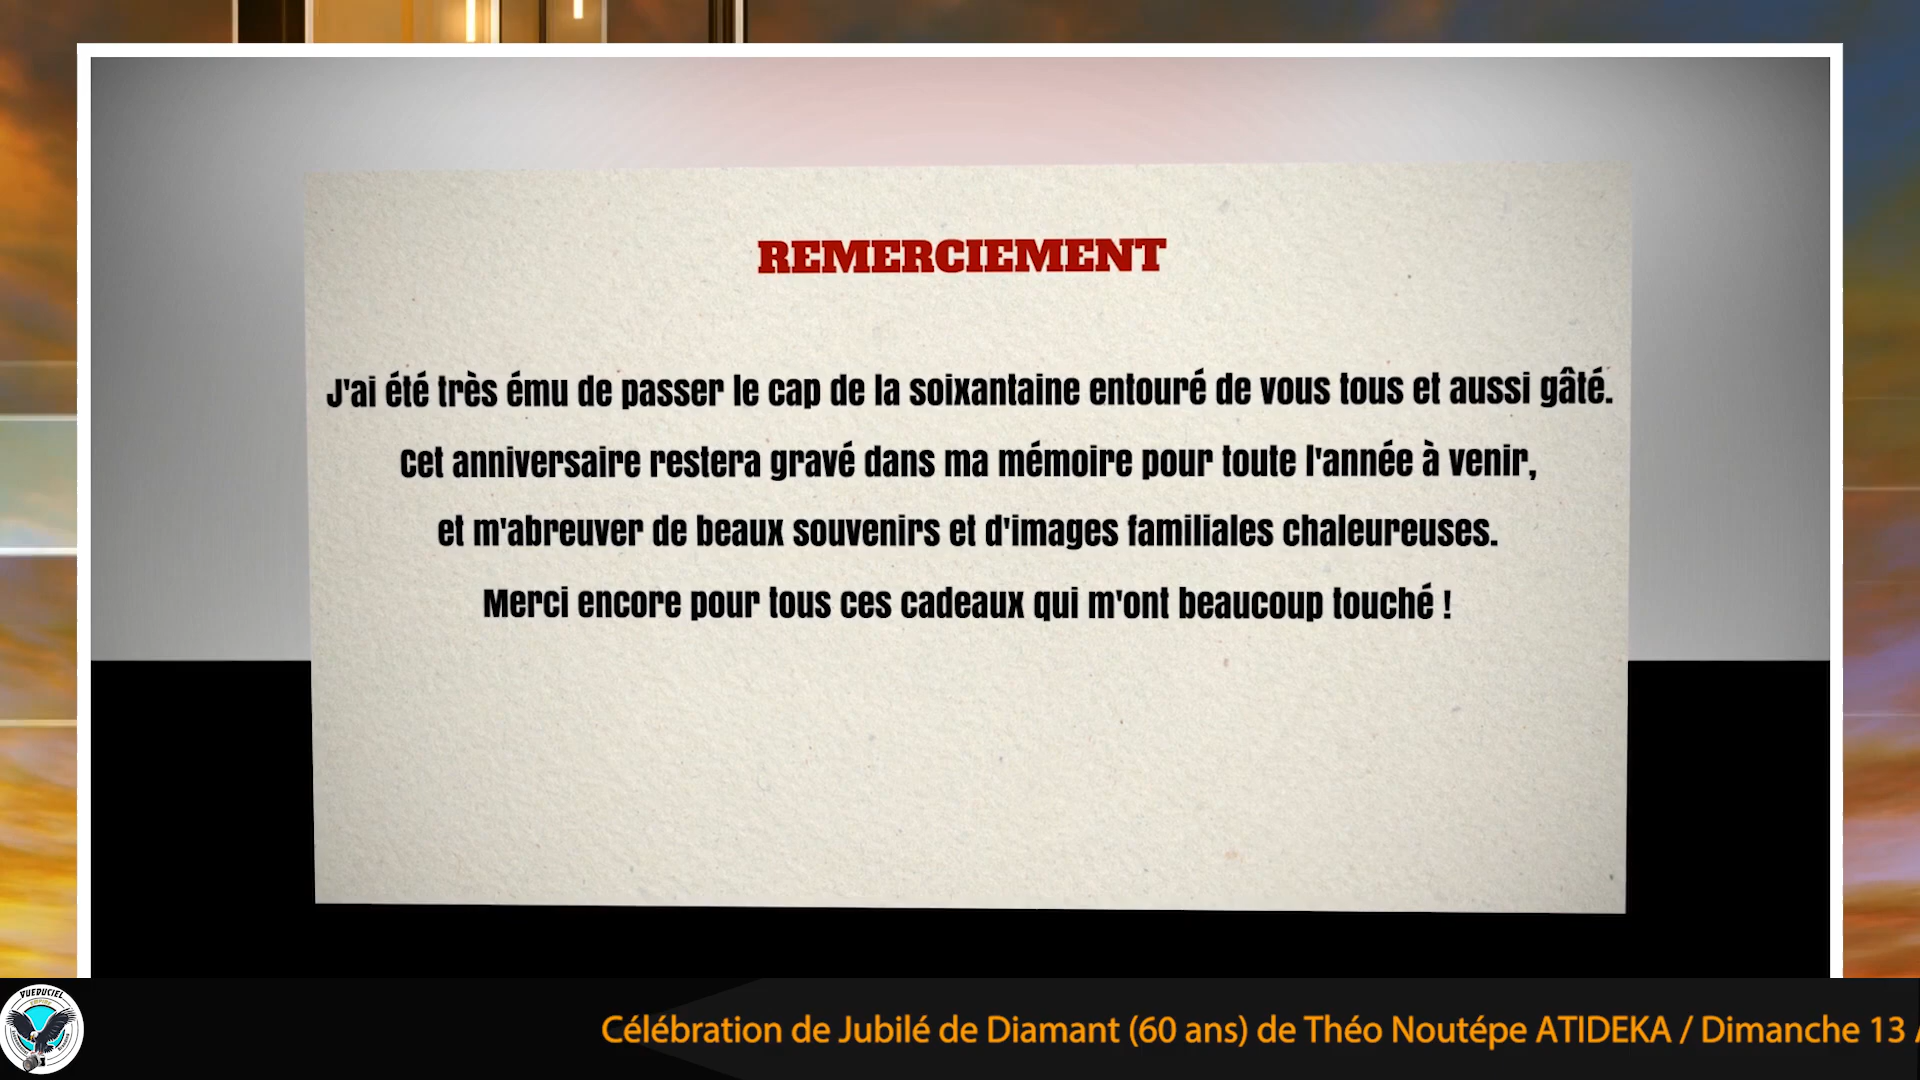 REMERCIEMENT
J'ai été très ému de passer le cap de la soixantaine entouré de vous tous et aussi gâté.
cet anniversaire restera gravé dans ma mémoire pour toute l'année à venir,
et m'abreuver de beaux souvenirs et d'images familiales chaleureuses.
Merci encore pour tous ces cadeaux qui m'ont beaucoup touché !
VUEDUCIEL
EMPIRE
Célébration de Jubilé de Diamant (60 ans) de Théo Noutépe ATIDEKA / Dimanche 13